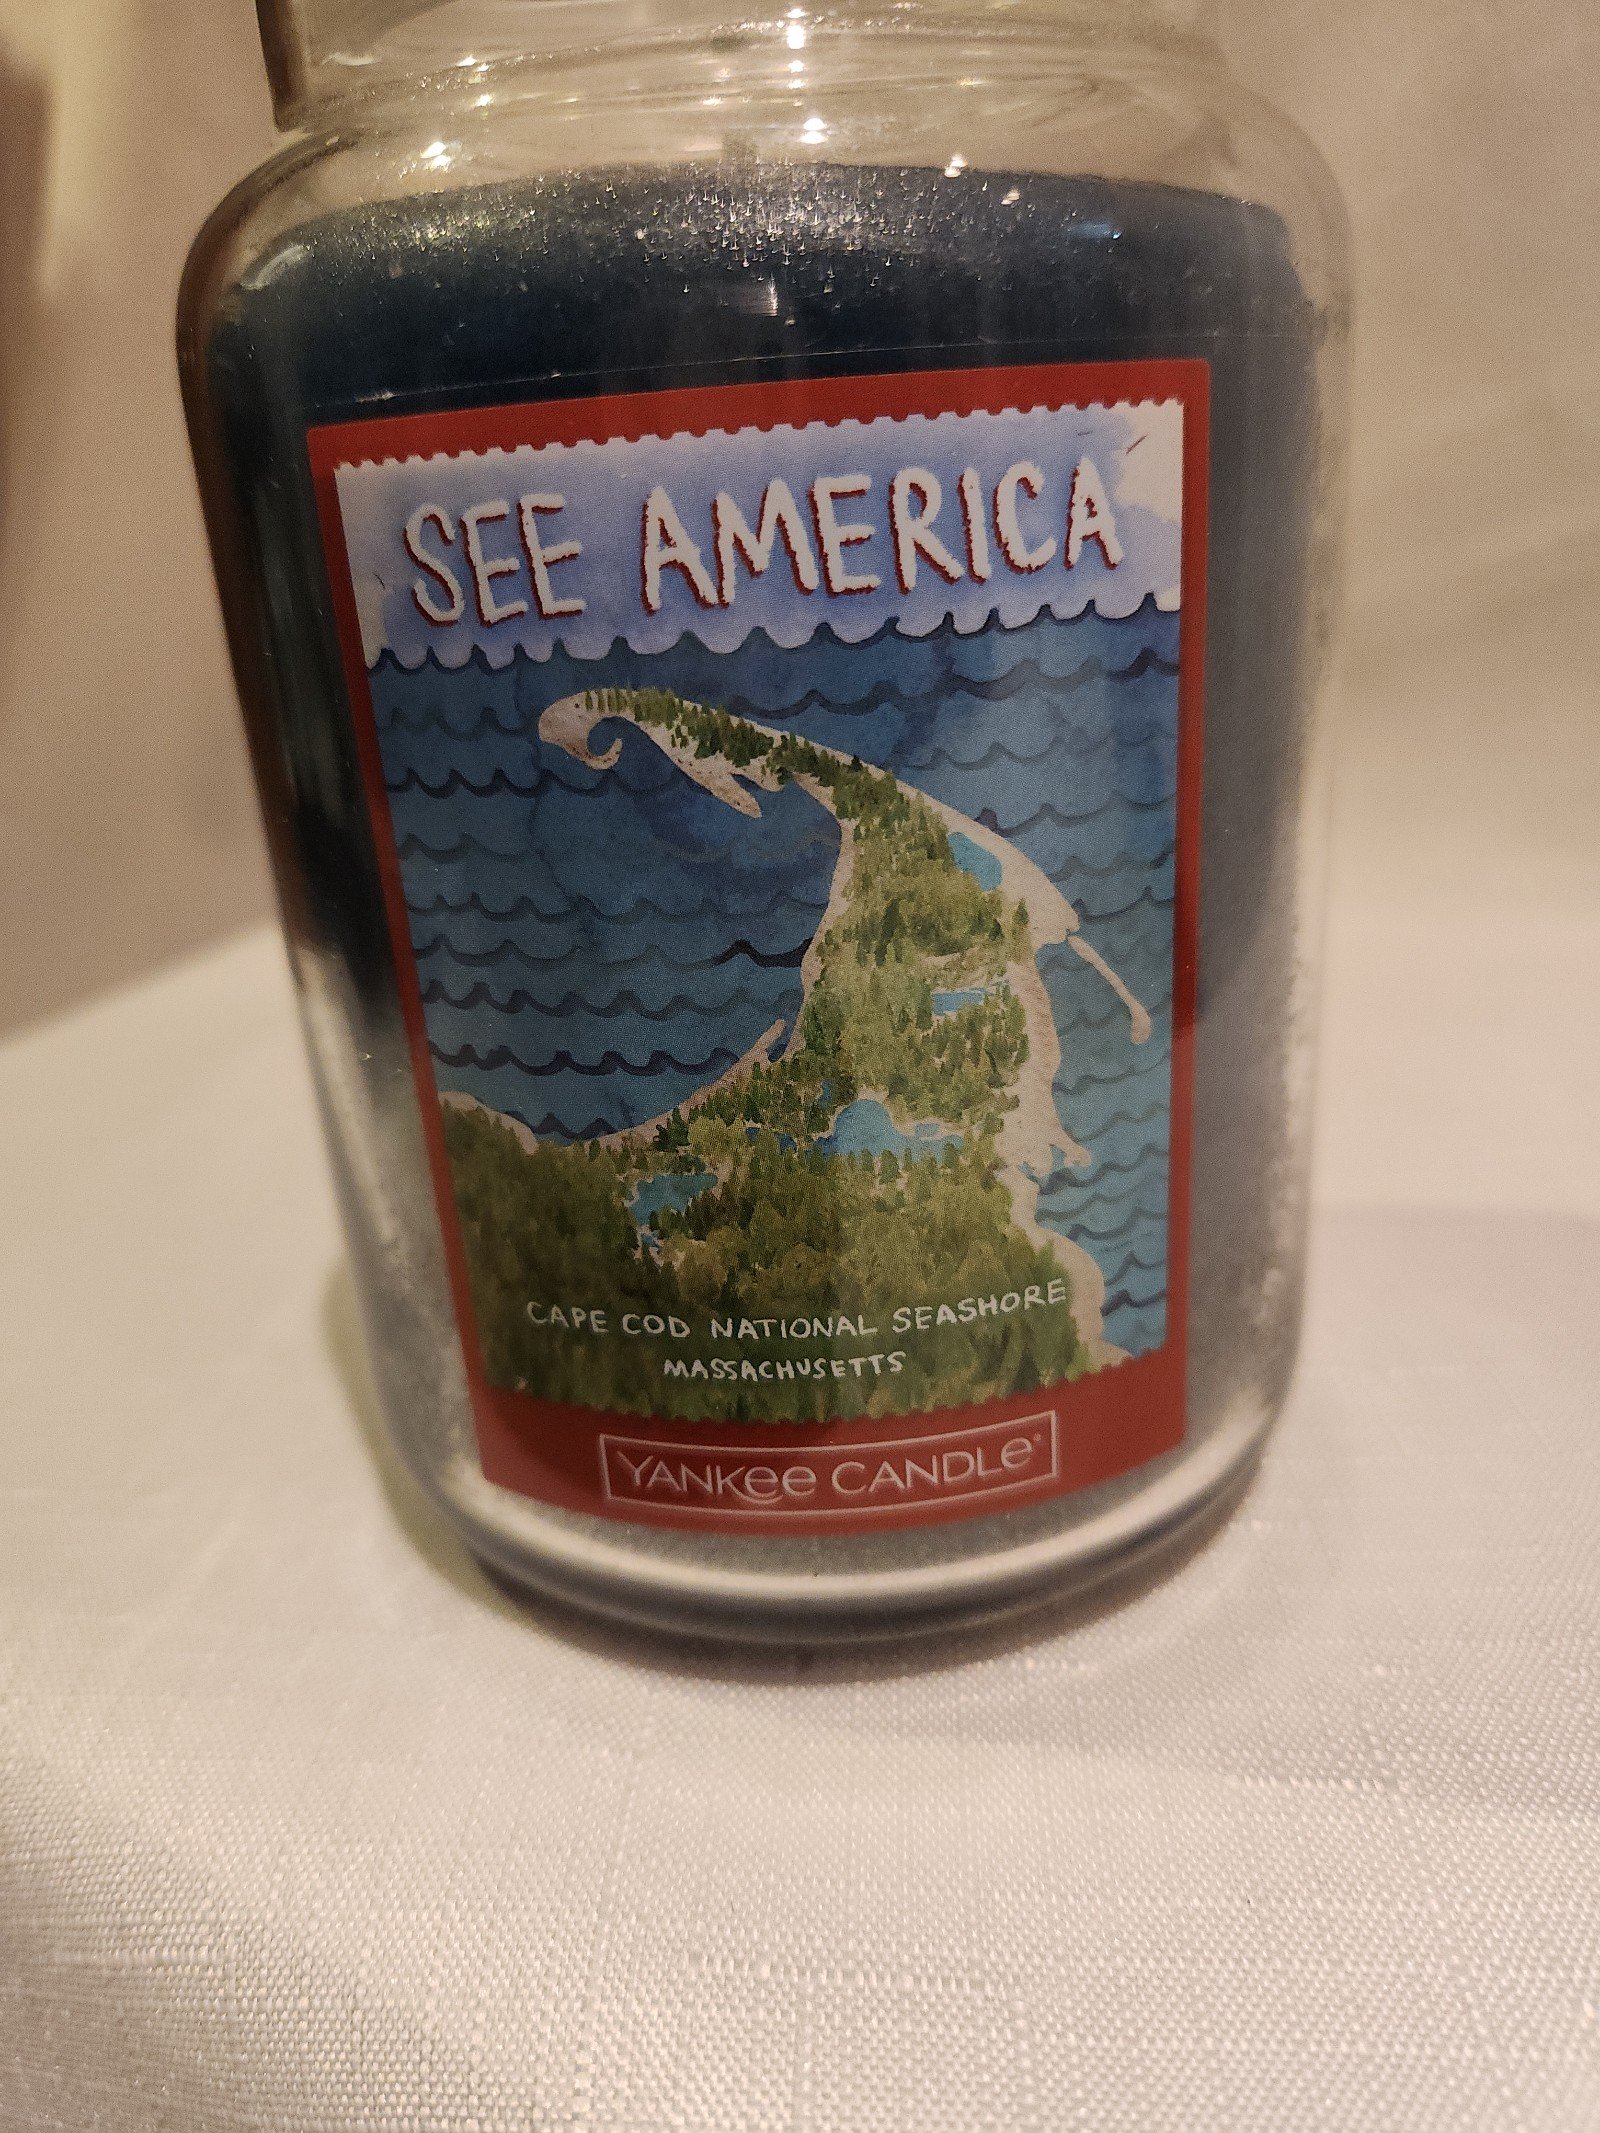 SEE AMERICA
CAPE COD NATIONAL SEASHORE
MASSACHUSETTS
YANKEE CANDLE®